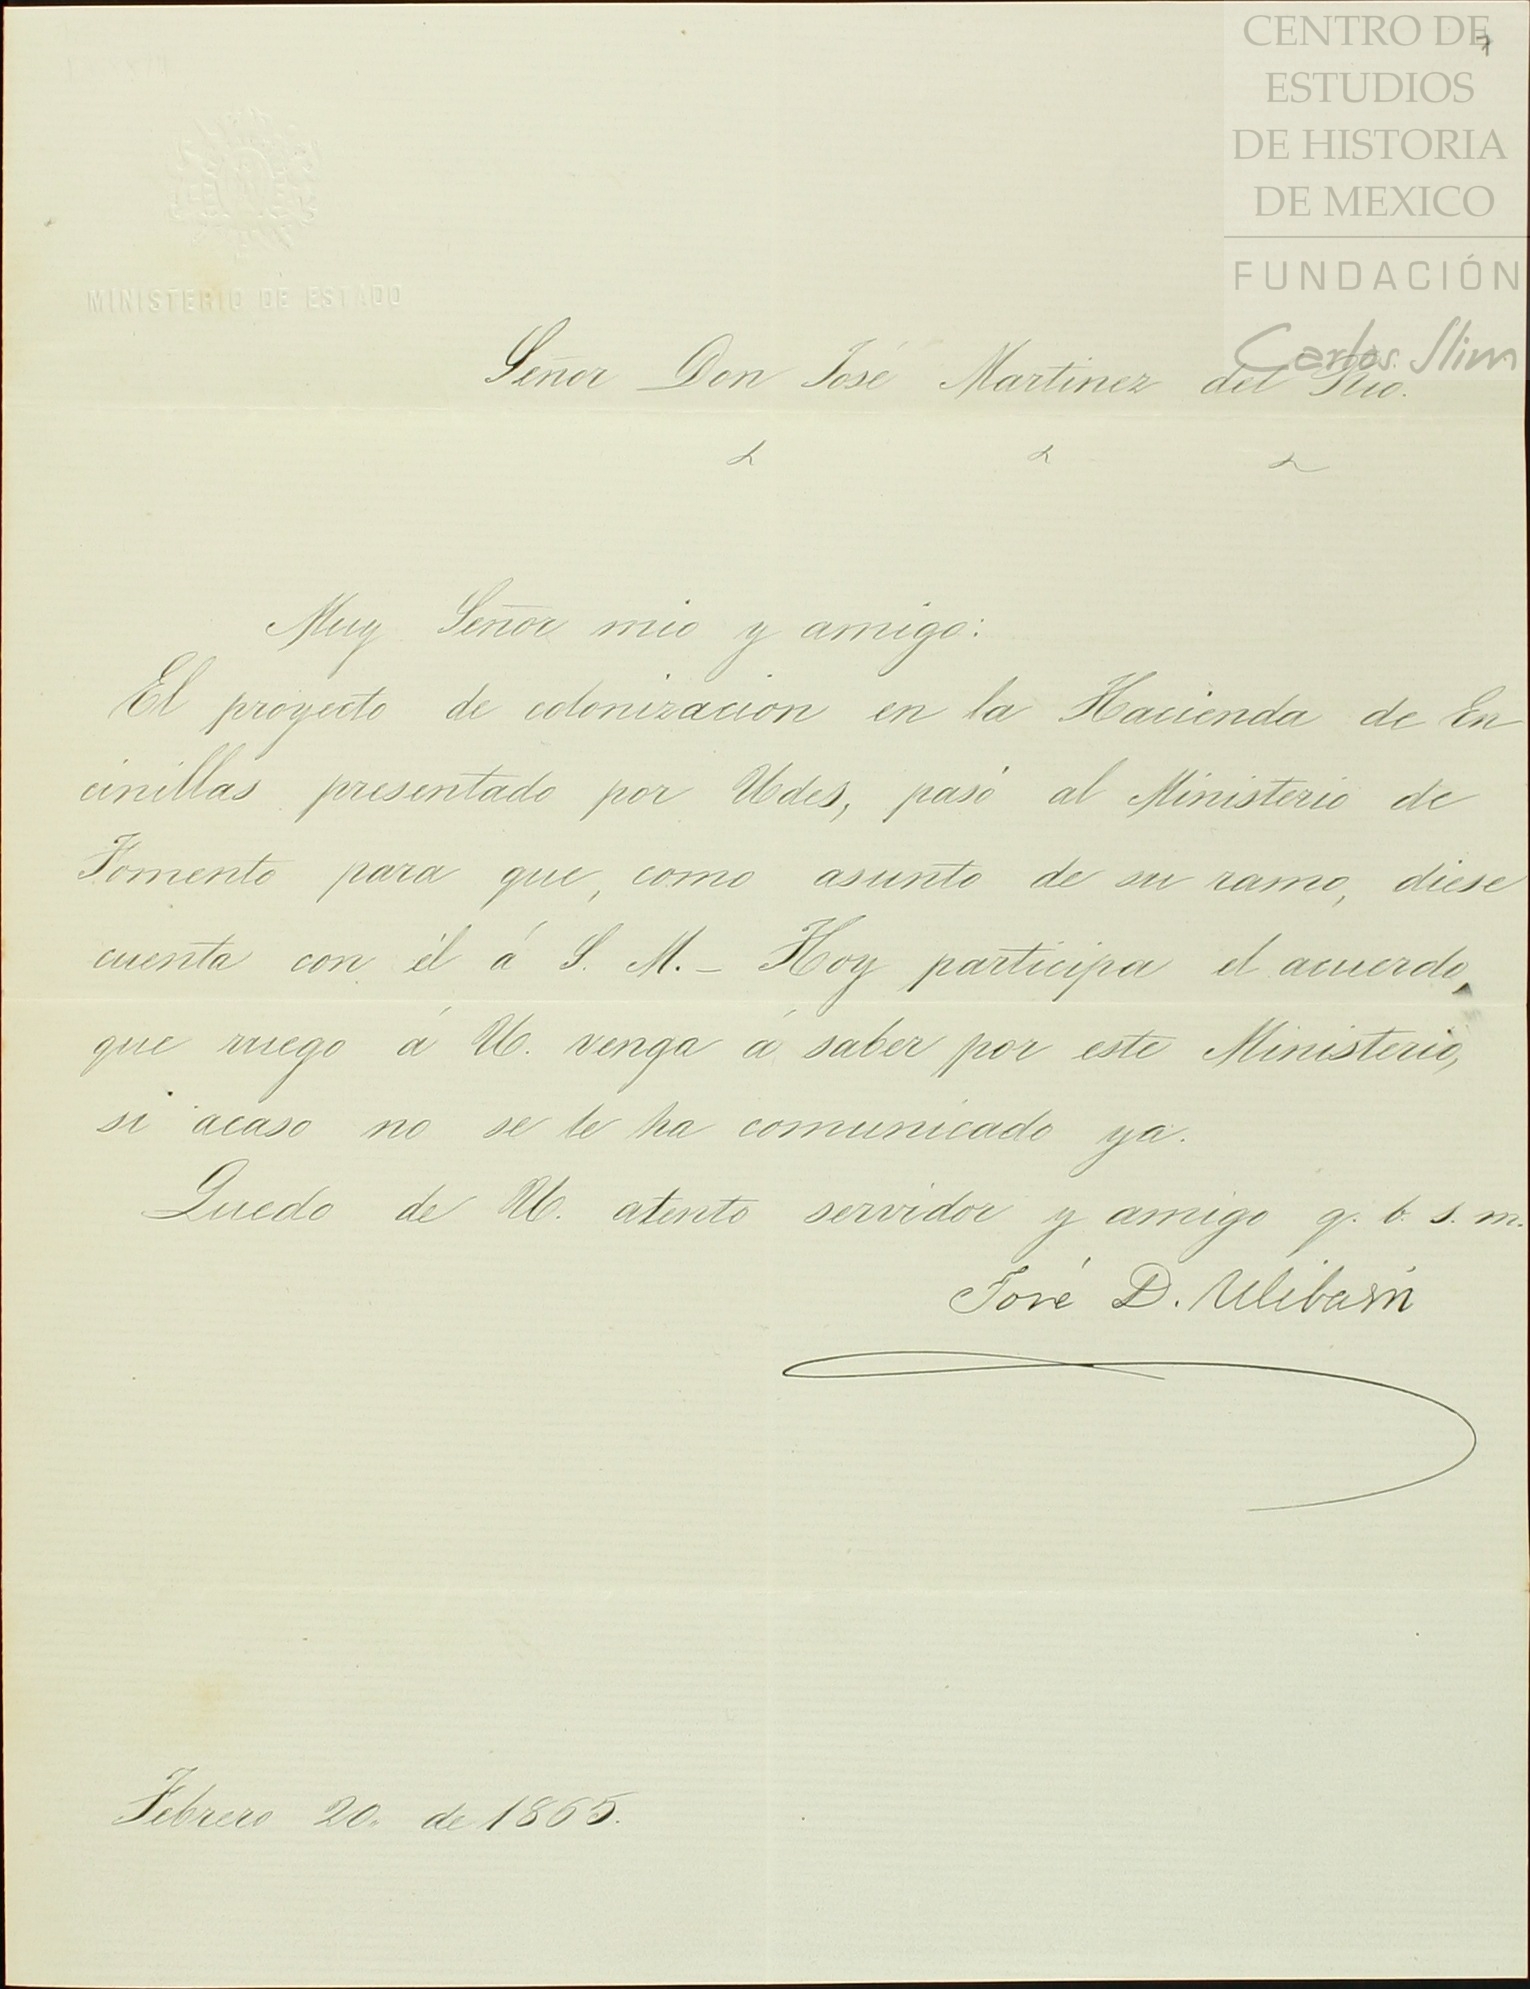 CENTRO DE
ESTUDIOS
DE HISTORIA
DE MEXICO
FUNDACIÓN
Carlos Slim
7
MINISTERIO DE ESTADO
Señor Don José Martinez del Rio.
Muy Señor mio y amigo:
El proyecto de colonizacion en la Hacienda de En
cinillas presentado por Udes, pasó al Ministerio de
Fomento para que, como asunto de su ramo, diese
cuenta con él á S. M. _ Hoy participa el acuerdo,
que ruego á U. venga á saber por este Ministerio,
si acaso no se le ha comunicado ya.
Quedo de U. atento servidor y amigo q. b. s. m.
José D. Ulibarri
Febrero 20. de 1865.